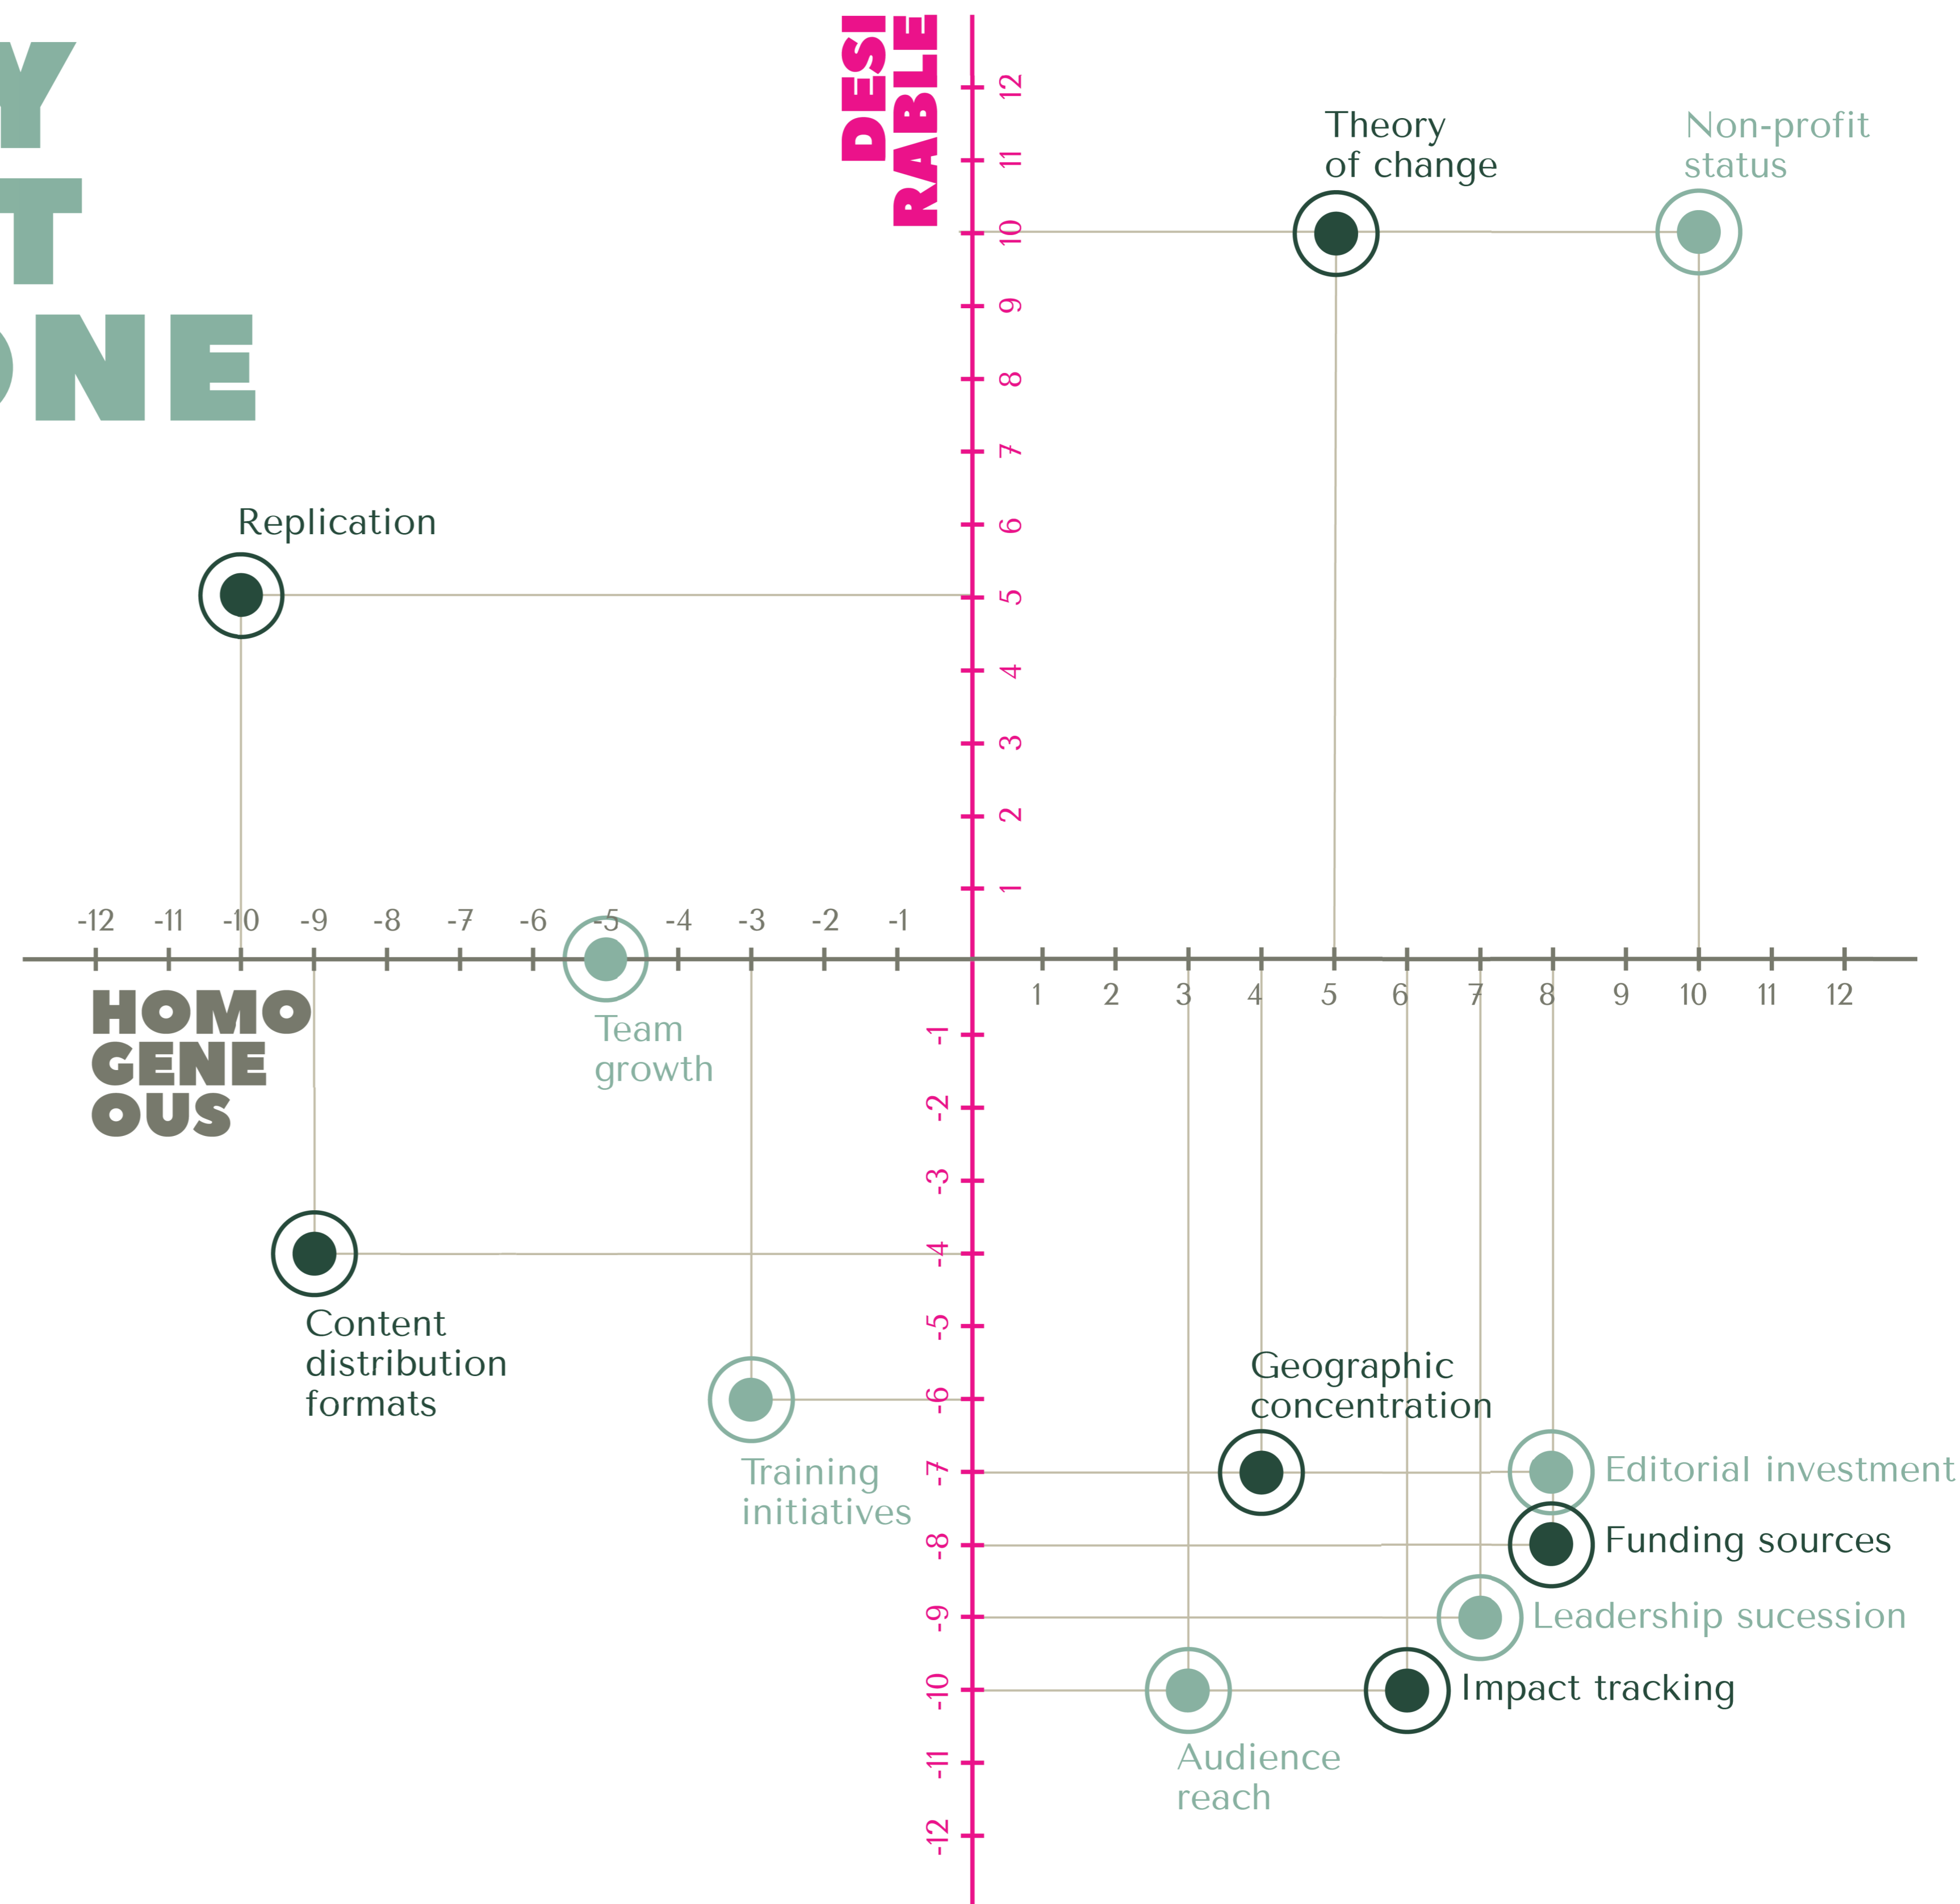 Y
T
ONE
DESI
RABLE
12
11
10
9
8
7
6
5
4
3
2
1
Theory
of change
Non-profit
status
Replication
-12 -11 -10 -9 -8 -7 -6 -5 -4 -3 -2 -1
1 2 3 4 5 6 7 8 9 10 11 12
HOMO
GENE
OUS
Team
growth
-1
-2
-3
-4
-5
-6
-7
-8
-9
-10
-11
-12
Content
distribution
formats
Training
initiatives
Geographic
concentration
Editorial investment
Funding sources
Leadership sucession
Impact tracking
Audience
reach